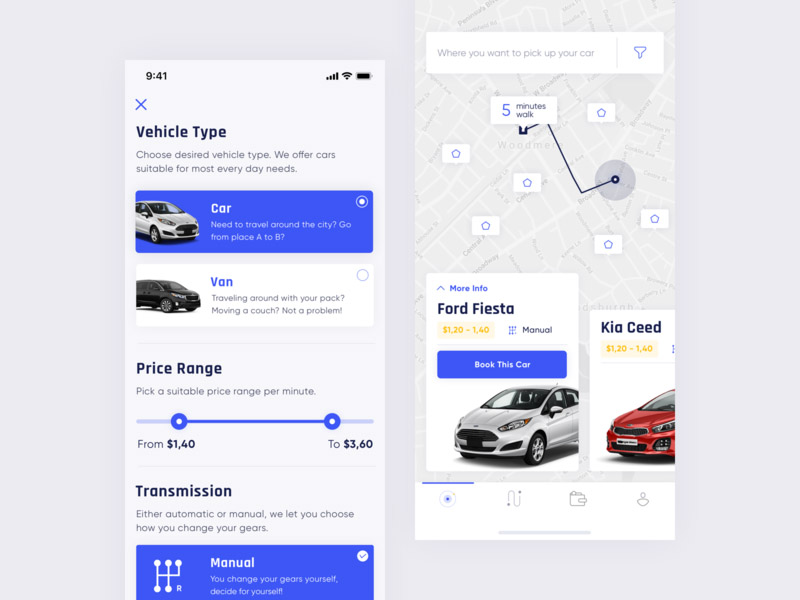 9:41
Vehicle Type
Choose desired vehicle type. We offer cars
suitable for most every day needs.
Car
Need to travel around the city? Go
from place A to B?
Van
Traveling around with your pack?
Moving a couch? Not a problem!
Price Range
Pick a suitable price range per minute.
From $1,40
To $3,60
Transmission
Either automatic or manual, we let you choose
how you change your gears.
Manual
R
You change your gears yourself,
decide for yourself!
Where you want to pick up your car
5 minutes
walk
Woodmere
More Info
Ford Fiesta
$1,20 - 1,40
Manual
Book This Car
Kia Ceed
$1,20 - 1,40